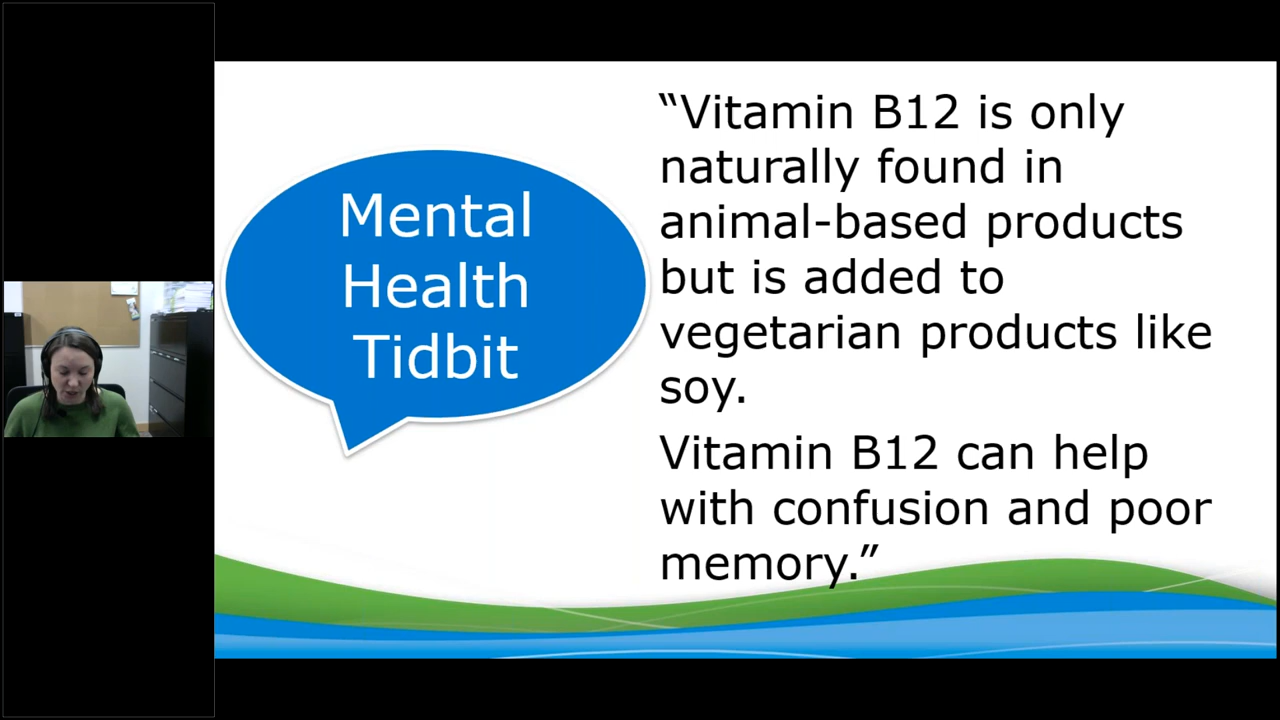 Mental
Health
Tidbit
“Vitamin B12 is only
naturally found in
animal-based products
but is added to
vegetarian products like
soy.
Vitamin B12 can help
with confusion and poor
memory.”